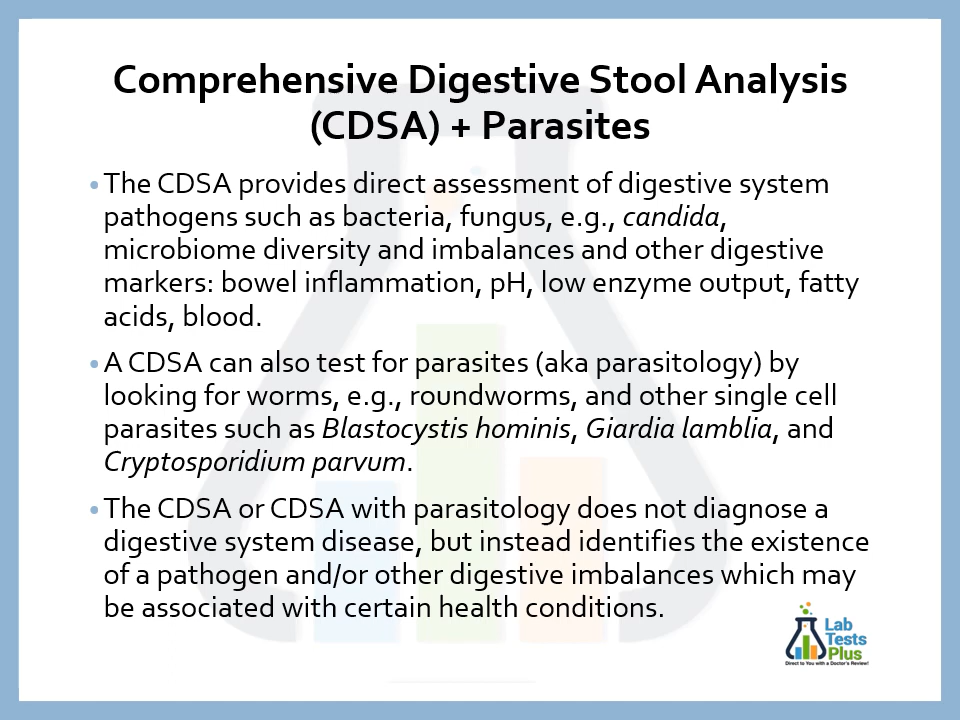 Comprehensive Digestive Stool Analysis
(CDSA) + Parasites
•The CDSA provides direct assessment of digestive system
pathogens such as bacteria, fungus, e.g., candida,
microbiome diversity and imbalances and other digestive
markers: bowel inflammation, pH, low enzyme output, fatty
acids, blood.
•A CDSA can also test for parasites (aka parasitology) by
looking for worms, e.g., roundworms, and other single cell
parasites such as Blastocystis hominis, Giardia lamblia, and
Cryptosporidium parvum.
•The CDSA or CDSA with parasitology does not diagnose a
digestive system disease, but instead identifies the existence
of a pathogen and/or other digestive imbalances which may
be associated with certain health conditions.
Lab
Tests
Plus
Direct to You with a Doctor's Review!